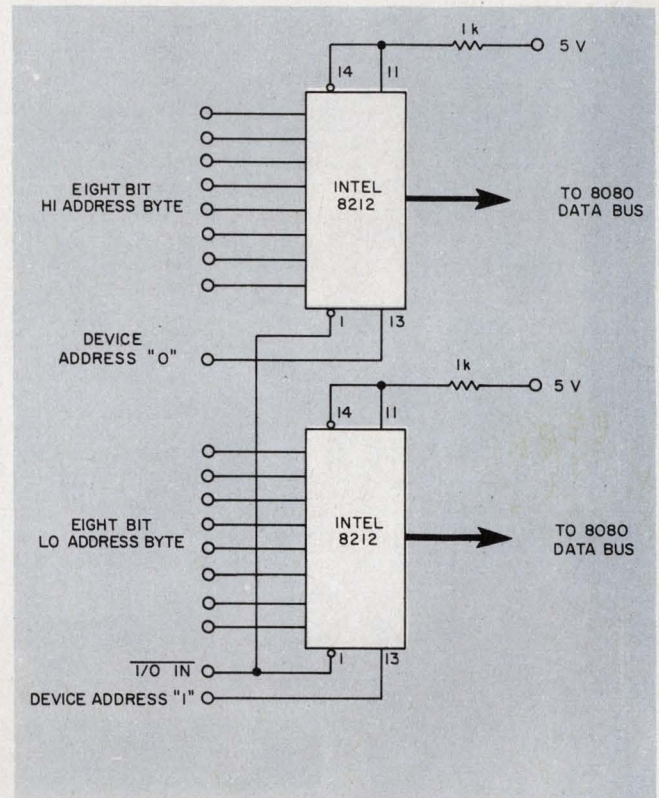 1k
5 V
14
11
EIGHT BIT
HI ADDRESS BYTE
INTEL
8212
TO 8080
DATA BUS
1
13
DEVICE
ADDRESS "0"
1k
5 V
14
11
EIGHT BIT
LO ADDRESS BYTE
INTEL
8212
TO 8080
DATA BUS
1
13
I/O IN
DEVICE ADDRESS "1"